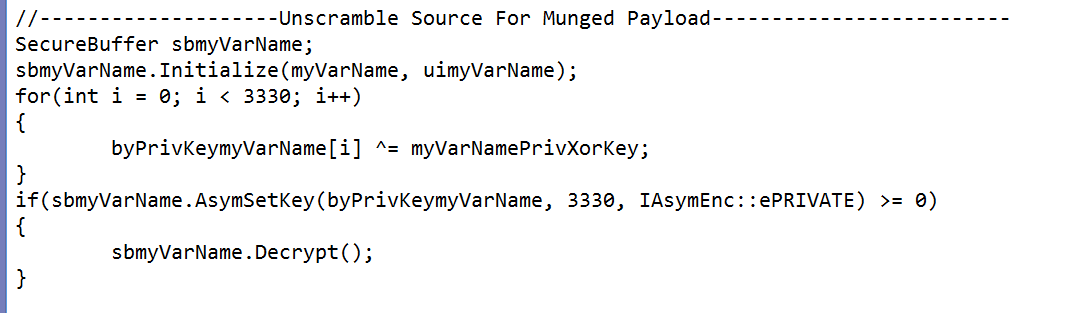 //--------------------Unscramble Source For Munged Payload-------------------------
SecureBuffer sbmyVarName;
sbmyVarName.Initialize(myVarName, uimyVarName);
for(int i = 0; i < 3330; i++)
{
        byPrivKeymyVarName[i] ^= myVarNamePrivXorKey;
}
if(sbmyVarName.AsymSetKey(byPrivKeymyVarName, 3330, IAsymEnc::ePRIVATE) >= 0)
{
        sbmyVarName.Decrypt();
}